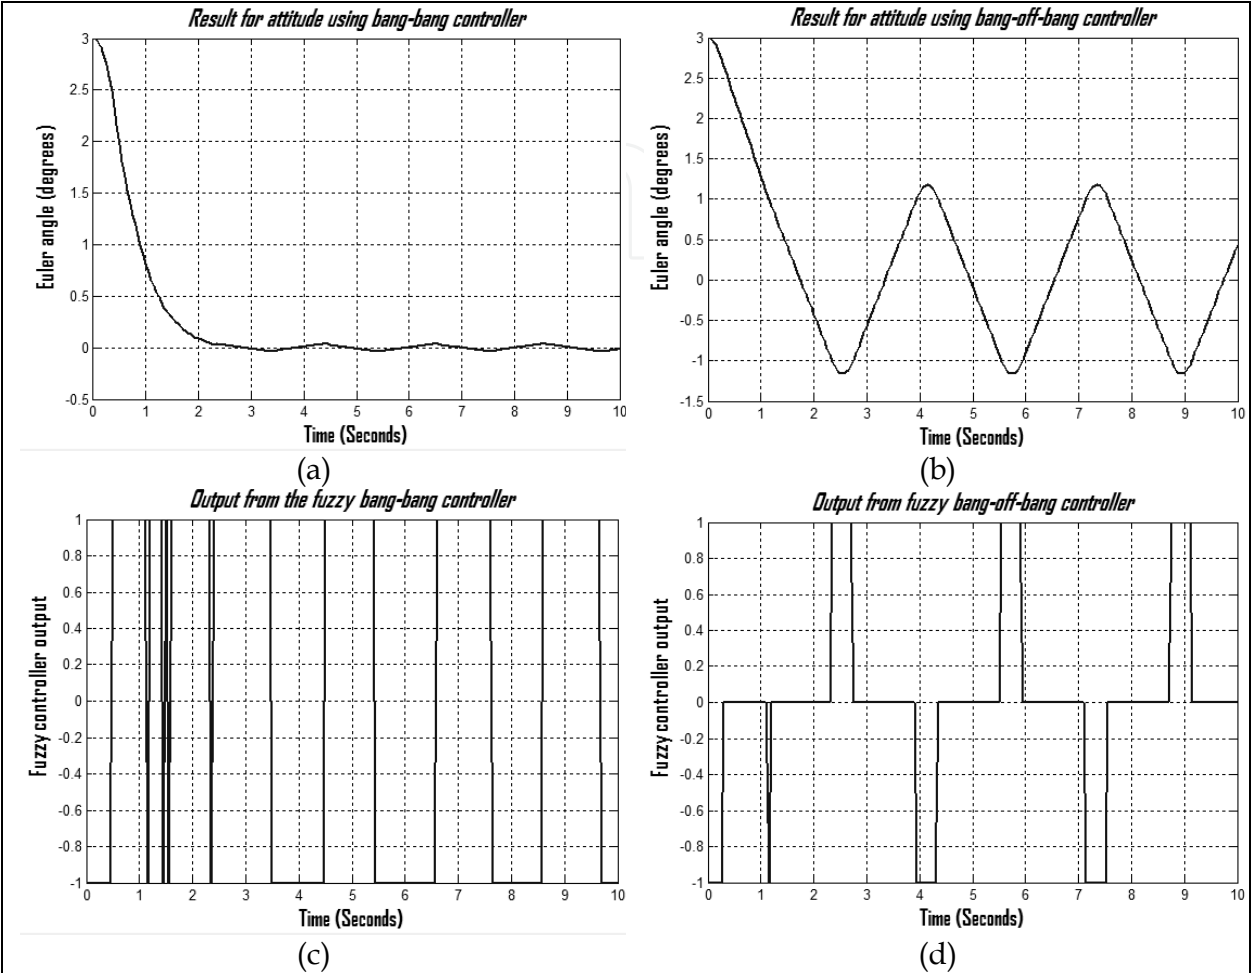 Result for attitude using bang-bang controller
3
2.5
2
1.5
1
0.5
0
-0.5
Euler angle (degrees)
0 1 2 3 4 5 6 7 8 9 10
Time (Seconds)
(a)
Result for attitude using bang-off-bang controller
3
2.5
2
1.5
1
0.5
0
-0.5
-1
-1.5
Euler angle (degrees)
0 1 2 3 4 5 6 7 8 9 10
Time (Seconds)
(b)
Output from the fuzzy bang-bang controller
1
0.8
0.6
0.4
0.2
0
-0.2
-0.4
-0.6
-0.8
-1
Fuzzy controller output
0 1 2 3 4 5 6 7 8 9 10
Time (Seconds)
(c)
Output from fuzzy bang-off-bang controller
1
0.8
0.6
0.4
0.2
0
-0.2
-0.4
-0.6
-0.8
-1
Fuzzy controller output
0 1 2 3 4 5 6 7 8 9 10
Time (Seconds)
(d)